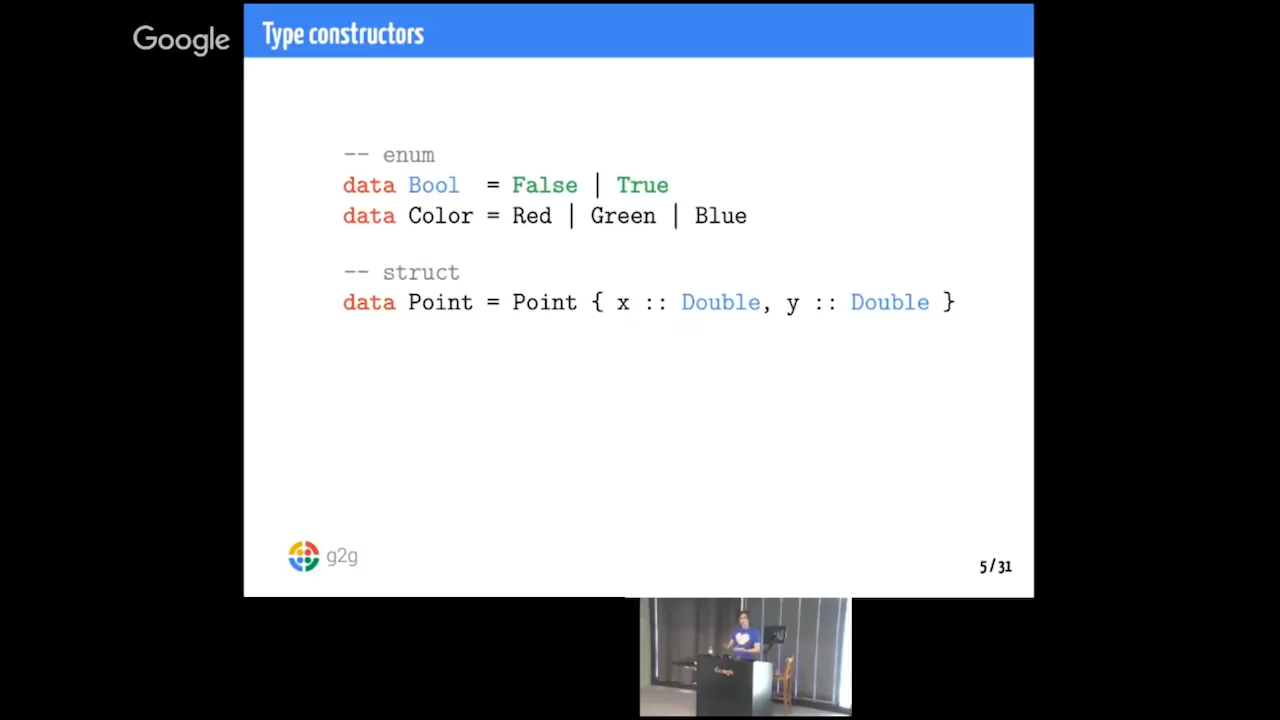 Google
Type constructors
-- enum
data Bool  = False | True
data Color = Red | Green | Blue
-- struct
data Point = Point { x :: Double, y :: Double }
g2g
5 / 31
Google